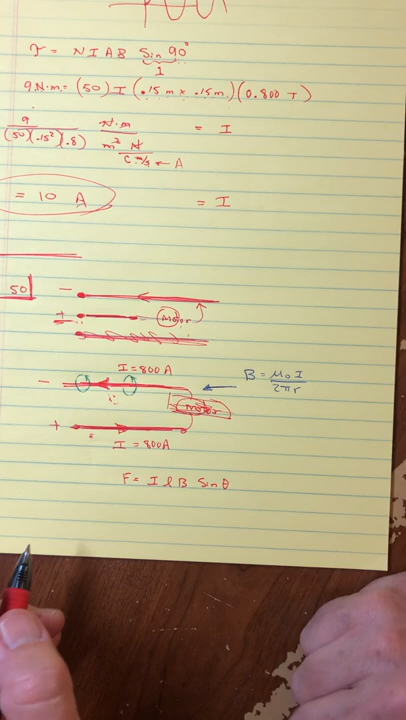 τ = N I A B Sin 90°
1
9 N·m = (50) I (.15 m × .15 m)(0.800 T)
9 / (50)(.15²)(.8) N·m / m² N / C m/s = I
A
= 10 A = I
50
−
+ Motor
I = 800 A
− B = μ₀ I / 2πr
motor
+
I = 800 A
F = I l B Sin θ